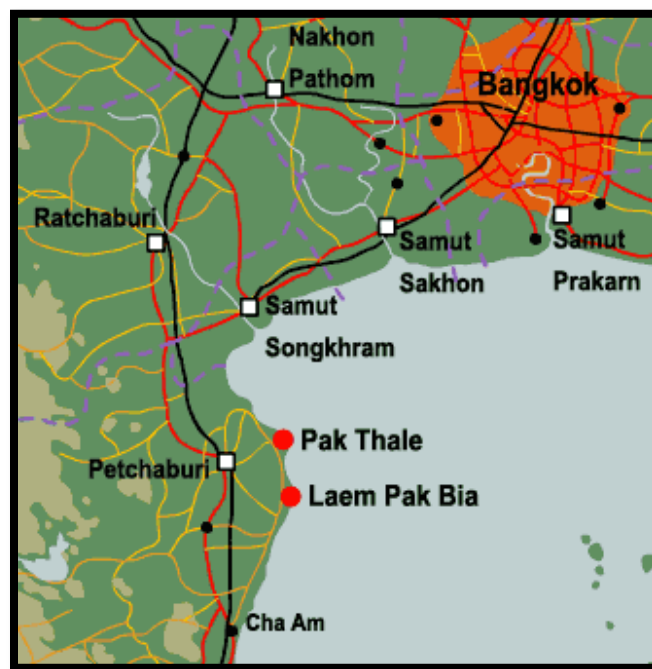 Nakhon
Pathom
Bangkok
Ratchaburi
Samut
Sakhon
Samut
Prakarn
Samut
Songkhram
Pak Thale
Petchaburi
Laem Pak Bia
Cha Am